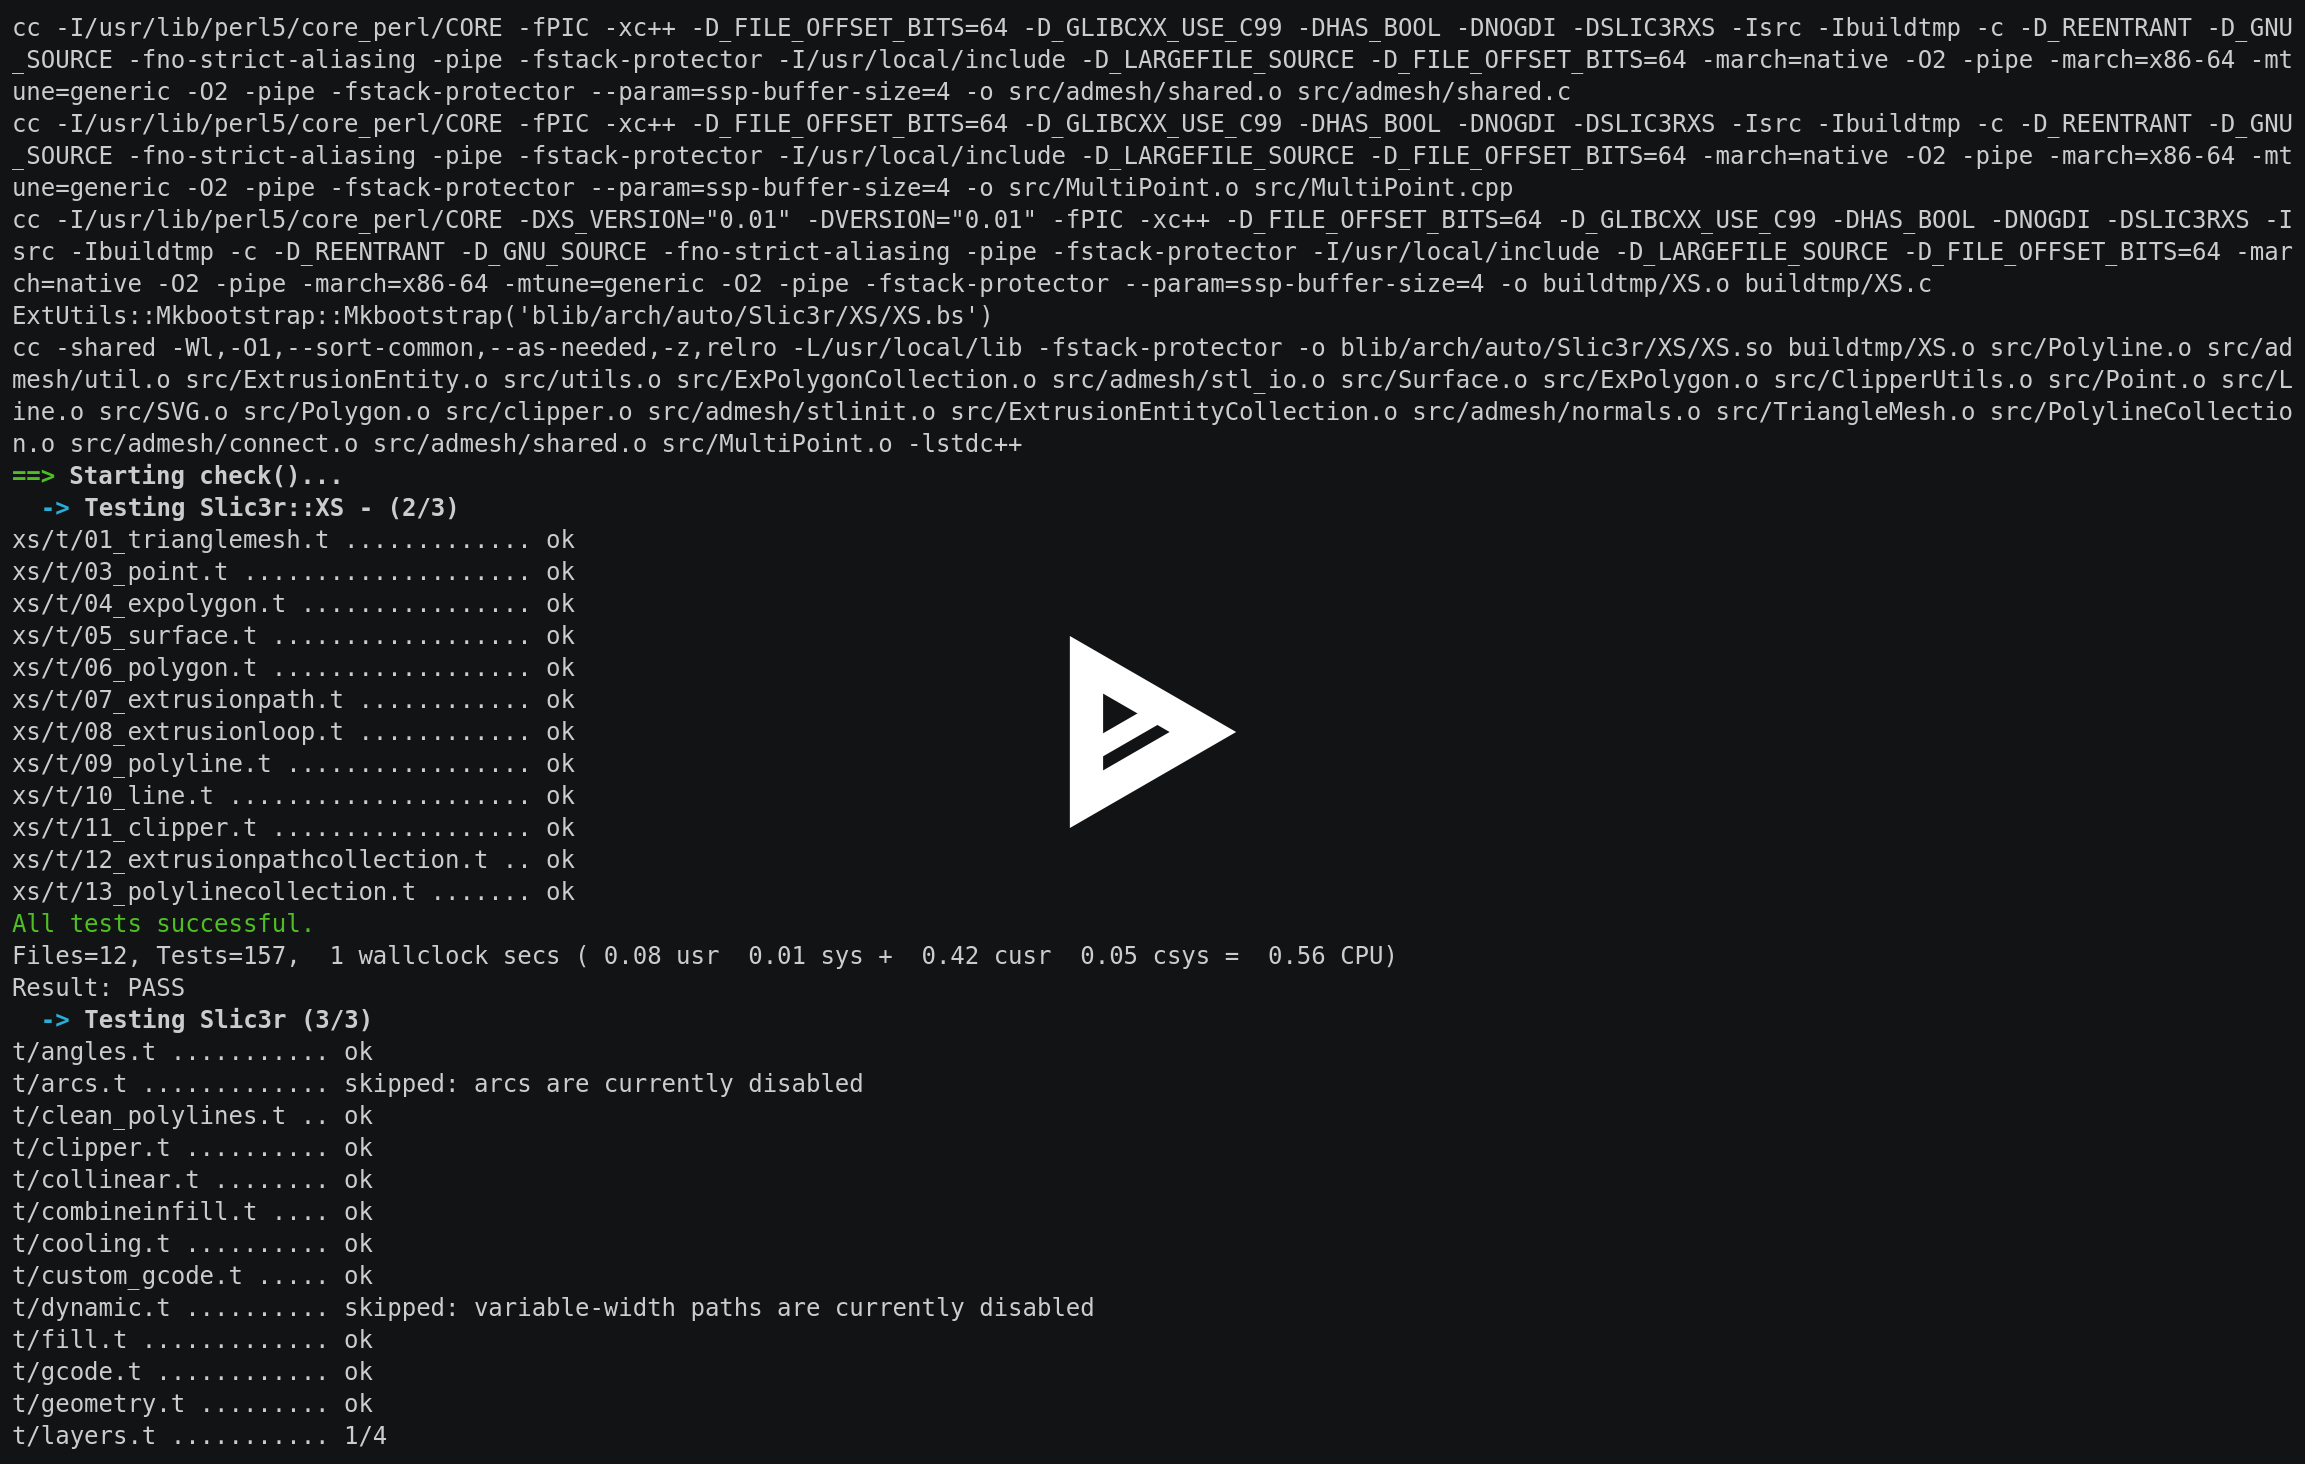 cc -I/usr/lib/perl5/core_perl/CORE -fPIC -xc++ -D_FILE_OFFSET_BITS=64 -D_GLIBCXX_USE_C99 -DHAS_BOOL -DNOGDI -DSLIC3RXS -Isrc -Ibuildtmp -c -D_REENTRANT -D_GNU
_SOURCE -fno-strict-aliasing -pipe -fstack-protector -I/usr/local/include -D_LARGEFILE_SOURCE -D_FILE_OFFSET_BITS=64 -march=native -O2 -pipe -march=x86-64 -mt
une=generic -O2 -pipe -fstack-protector --param=ssp-buffer-size=4 -o src/admesh/shared.o src/admesh/shared.c
cc -I/usr/lib/perl5/core_perl/CORE -fPIC -xc++ -D_FILE_OFFSET_BITS=64 -D_GLIBCXX_USE_C99 -DHAS_BOOL -DNOGDI -DSLIC3RXS -Isrc -Ibuildtmp -c -D_REENTRANT -D_GNU
_SOURCE -fno-strict-aliasing -pipe -fstack-protector -I/usr/local/include -D_LARGEFILE_SOURCE -D_FILE_OFFSET_BITS=64 -march=native -O2 -pipe -march=x86-64 -mt
une=generic -O2 -pipe -fstack-protector --param=ssp-buffer-size=4 -o src/MultiPoint.o src/MultiPoint.cpp
cc -I/usr/lib/perl5/core_perl/CORE -DXS_VERSION="0.01" -DVERSION="0.01" -fPIC -xc++ -D_FILE_OFFSET_BITS=64 -D_GLIBCXX_USE_C99 -DHAS_BOOL -DNOGDI -DSLIC3RXS -I
src -Ibuildtmp -c -D_REENTRANT -D_GNU_SOURCE -fno-strict-aliasing -pipe -fstack-protector -I/usr/local/include -D_LARGEFILE_SOURCE -D_FILE_OFFSET_BITS=64 -mar
ch=native -O2 -pipe -march=x86-64 -mtune=generic -O2 -pipe -fstack-protector --param=ssp-buffer-size=4 -o buildtmp/XS.o buildtmp/XS.c
ExtUtils::Mkbootstrap::Mkbootstrap('blib/arch/auto/Slic3r/XS/XS.bs')
cc -shared -Wl,-O1,--sort-common,--as-needed,-z,relro -L/usr/local/lib -fstack-protector -o blib/arch/auto/Slic3r/XS/XS.so buildtmp/XS.o src/Polyline.o src/ad
mesh/util.o src/ExtrusionEntity.o src/utils.o src/ExPolygonCollection.o src/admesh/stl_io.o src/Surface.o src/ExPolygon.o src/ClipperUtils.o src/Point.o src/L
ine.o src/SVG.o src/Polygon.o src/clipper.o src/admesh/stlinit.o src/ExtrusionEntityCollection.o src/admesh/normals.o src/TriangleMesh.o src/PolylineCollectio
n.o src/admesh/connect.o src/admesh/shared.o src/MultiPoint.o -lstdc++
==> Starting check()...
  -> Testing Slic3r::XS - (2/3)
xs/t/01_trianglemesh.t ............. ok
xs/t/03_point.t .................... ok
xs/t/04_expolygon.t ................ ok
xs/t/05_surface.t .................. ok
xs/t/06_polygon.t .................. ok
xs/t/07_extrusionpath.t ............ ok
xs/t/08_extrusionloop.t ............ ok
xs/t/09_polyline.t ................. ok
xs/t/10_line.t ..................... ok
xs/t/11_clipper.t .................. ok
xs/t/12_extrusionpathcollection.t .. ok
xs/t/13_polylinecollection.t ....... ok
All tests successful.
Files=12, Tests=157,  1 wallclock secs ( 0.08 usr  0.01 sys +  0.42 cusr  0.05 csys =  0.56 CPU)
Result: PASS
  -> Testing Slic3r (3/3)
t/angles.t ........... ok
t/arcs.t ............. skipped: arcs are currently disabled
t/clean_polylines.t .. ok
t/clipper.t .......... ok
t/collinear.t ........ ok
t/combineinfill.t .... ok
t/cooling.t .......... ok
t/custom_gcode.t ..... ok
t/dynamic.t .......... skipped: variable-width paths are currently disabled
t/fill.t ............. ok
t/gcode.t ............ ok
t/geometry.t ......... ok
t/layers.t ........... 1/4